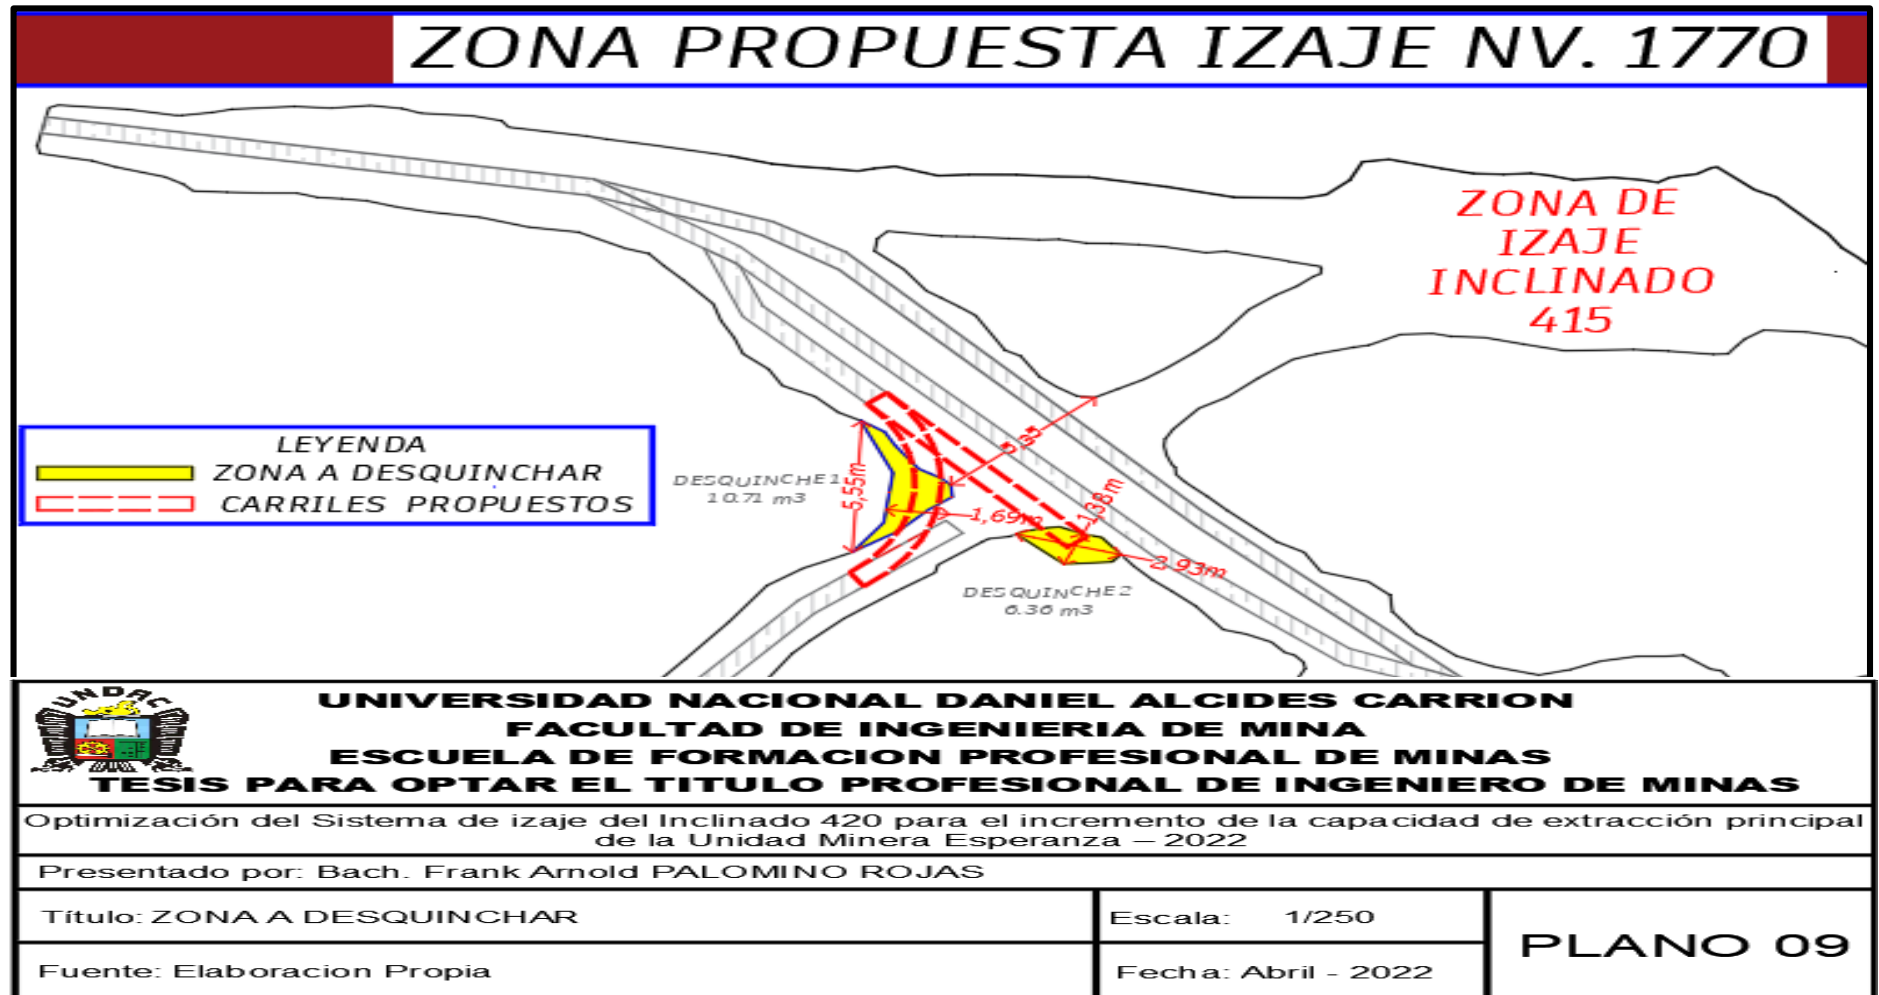 ZONA PROPUESTA IZAJE NV. 1770
ZONA DE
IZAJE
INCLINADO
415
LEYENDA
ZONA A DESQUINCHAR
CARRILES PROPUESTOS
DESQUINCHE 1
10.71 m3
5,55m
1,69m
138m
2,93m
DESQUINCHE 2
6.36 m3
UNDAC
UNIVERSIDAD NACIONAL DANIEL ALCIDES CARRION
FACULTAD DE INGENIERIA DE MINA
ESCUELA DE FORMACION PROFESIONAL DE MINAS
TESIS PARA OPTAR EL TITULO PROFESIONAL DE INGENIERO DE MINAS
Optimización del Sistema de izaje del Inclinado 420 para el incremento de la capacidad de extracción principal
de la Unidad Minera Esperanza – 2022
Presentado por: Bach. Frank Arnold PALOMINO ROJAS
Título: ZONA A DESQUINCHAR
Escala: 1/250
PLANO 09
Fuente: Elaboracion Propia
Fecha: Abril - 2022